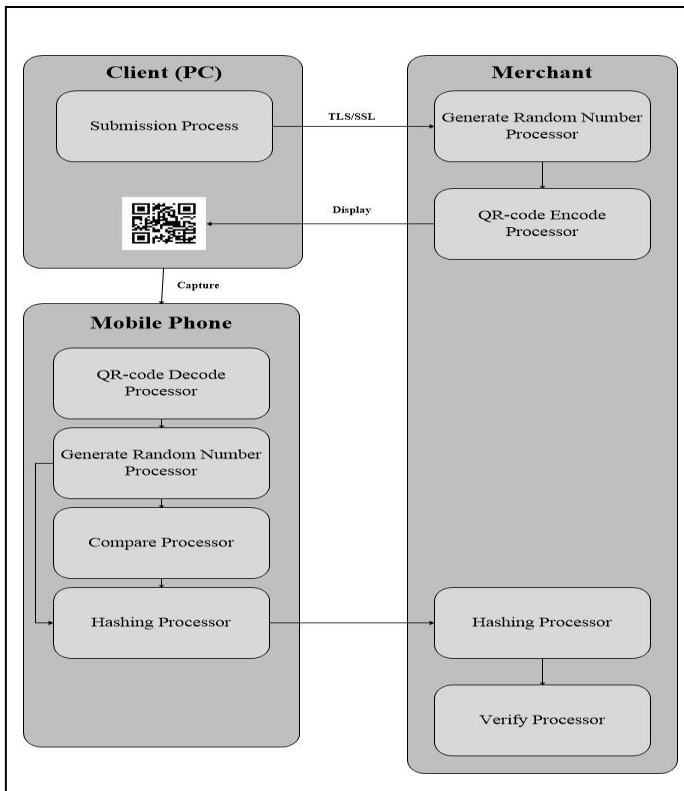 Client (PC)
Submission Process
TLS/SSL
Merchant
Generate Random Number
Processor
QR-code Encode
Processor
Display
Capture
Mobile Phone
QR-code Decode
Processor
Generate Random Number
Processor
Compare Processor
Hashing Processor
Hashing Processor
Verify Processor